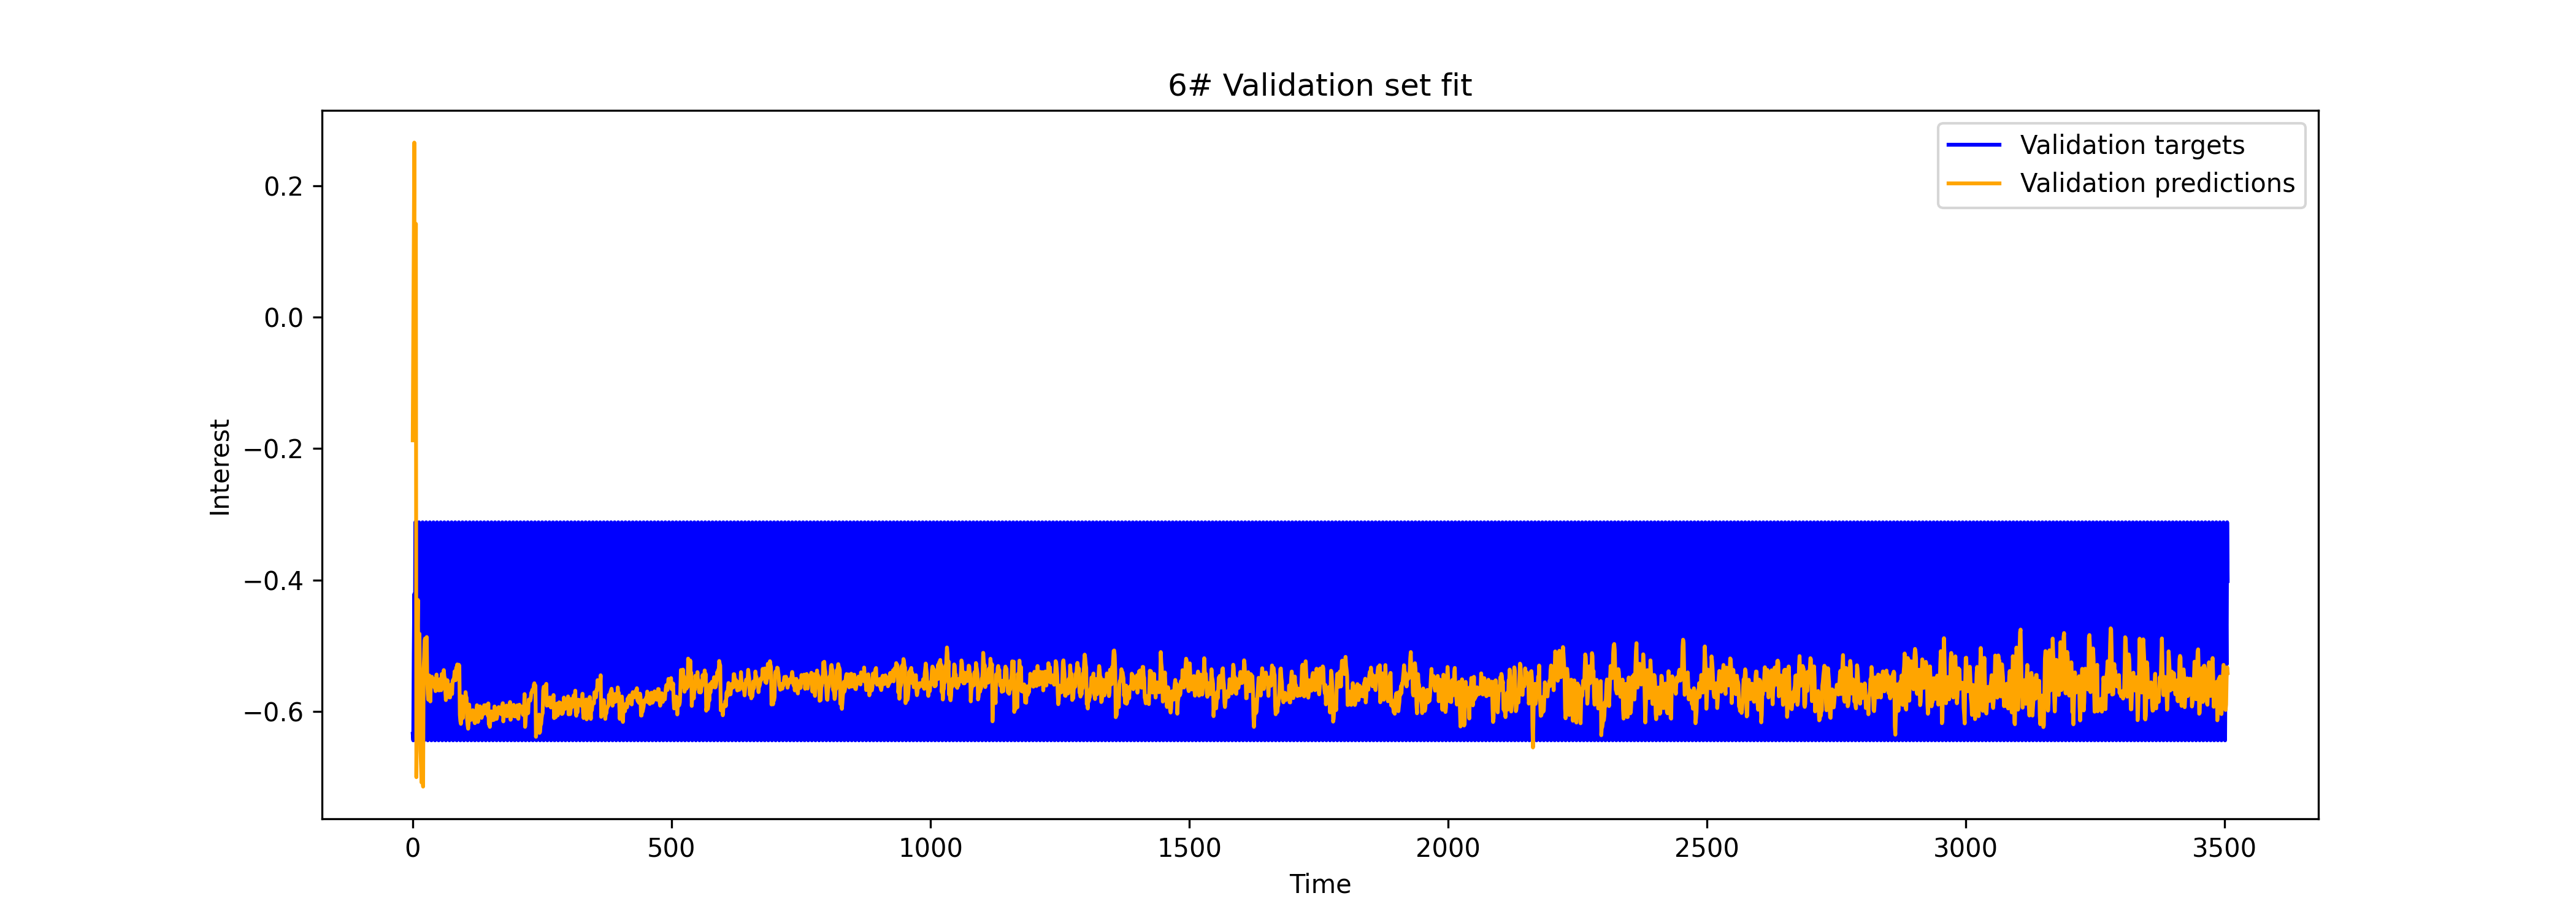 6# Validation set fit
Validation targets
Validation predictions
0.2
0.0
−0.2
−0.4
−0.6
Interest
0 500 1000 1500 2000 2500 3000 3500
Time